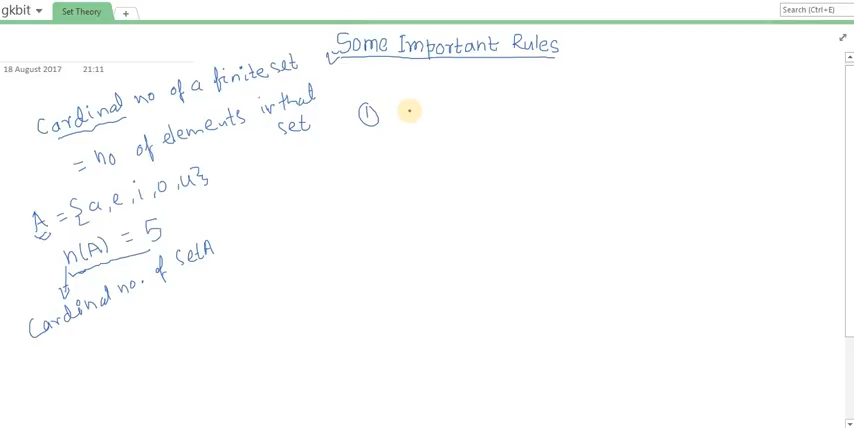 gkbit
Set Theory
Search (Ctrl+E)
Some Important Rules
18 August 2017 21:11
Cardinal no of a finite set
= no of elements in that
set
A = {a, e, i, o, u}
n(A) = 5
Cardinal no. of set A
①